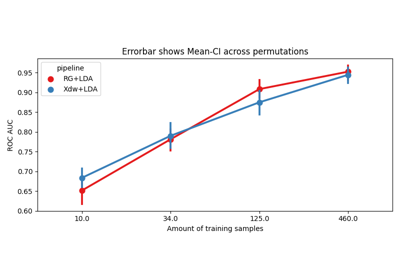 Errorbar shows Mean-CI across permutations
pipeline
RG+LDA
Xdw+LDA
ROC AUC
0.95
0.90
0.85
0.80
0.75
0.70
0.65
0.60
10.0 34.0 125.0 460.0
Amount of training samples